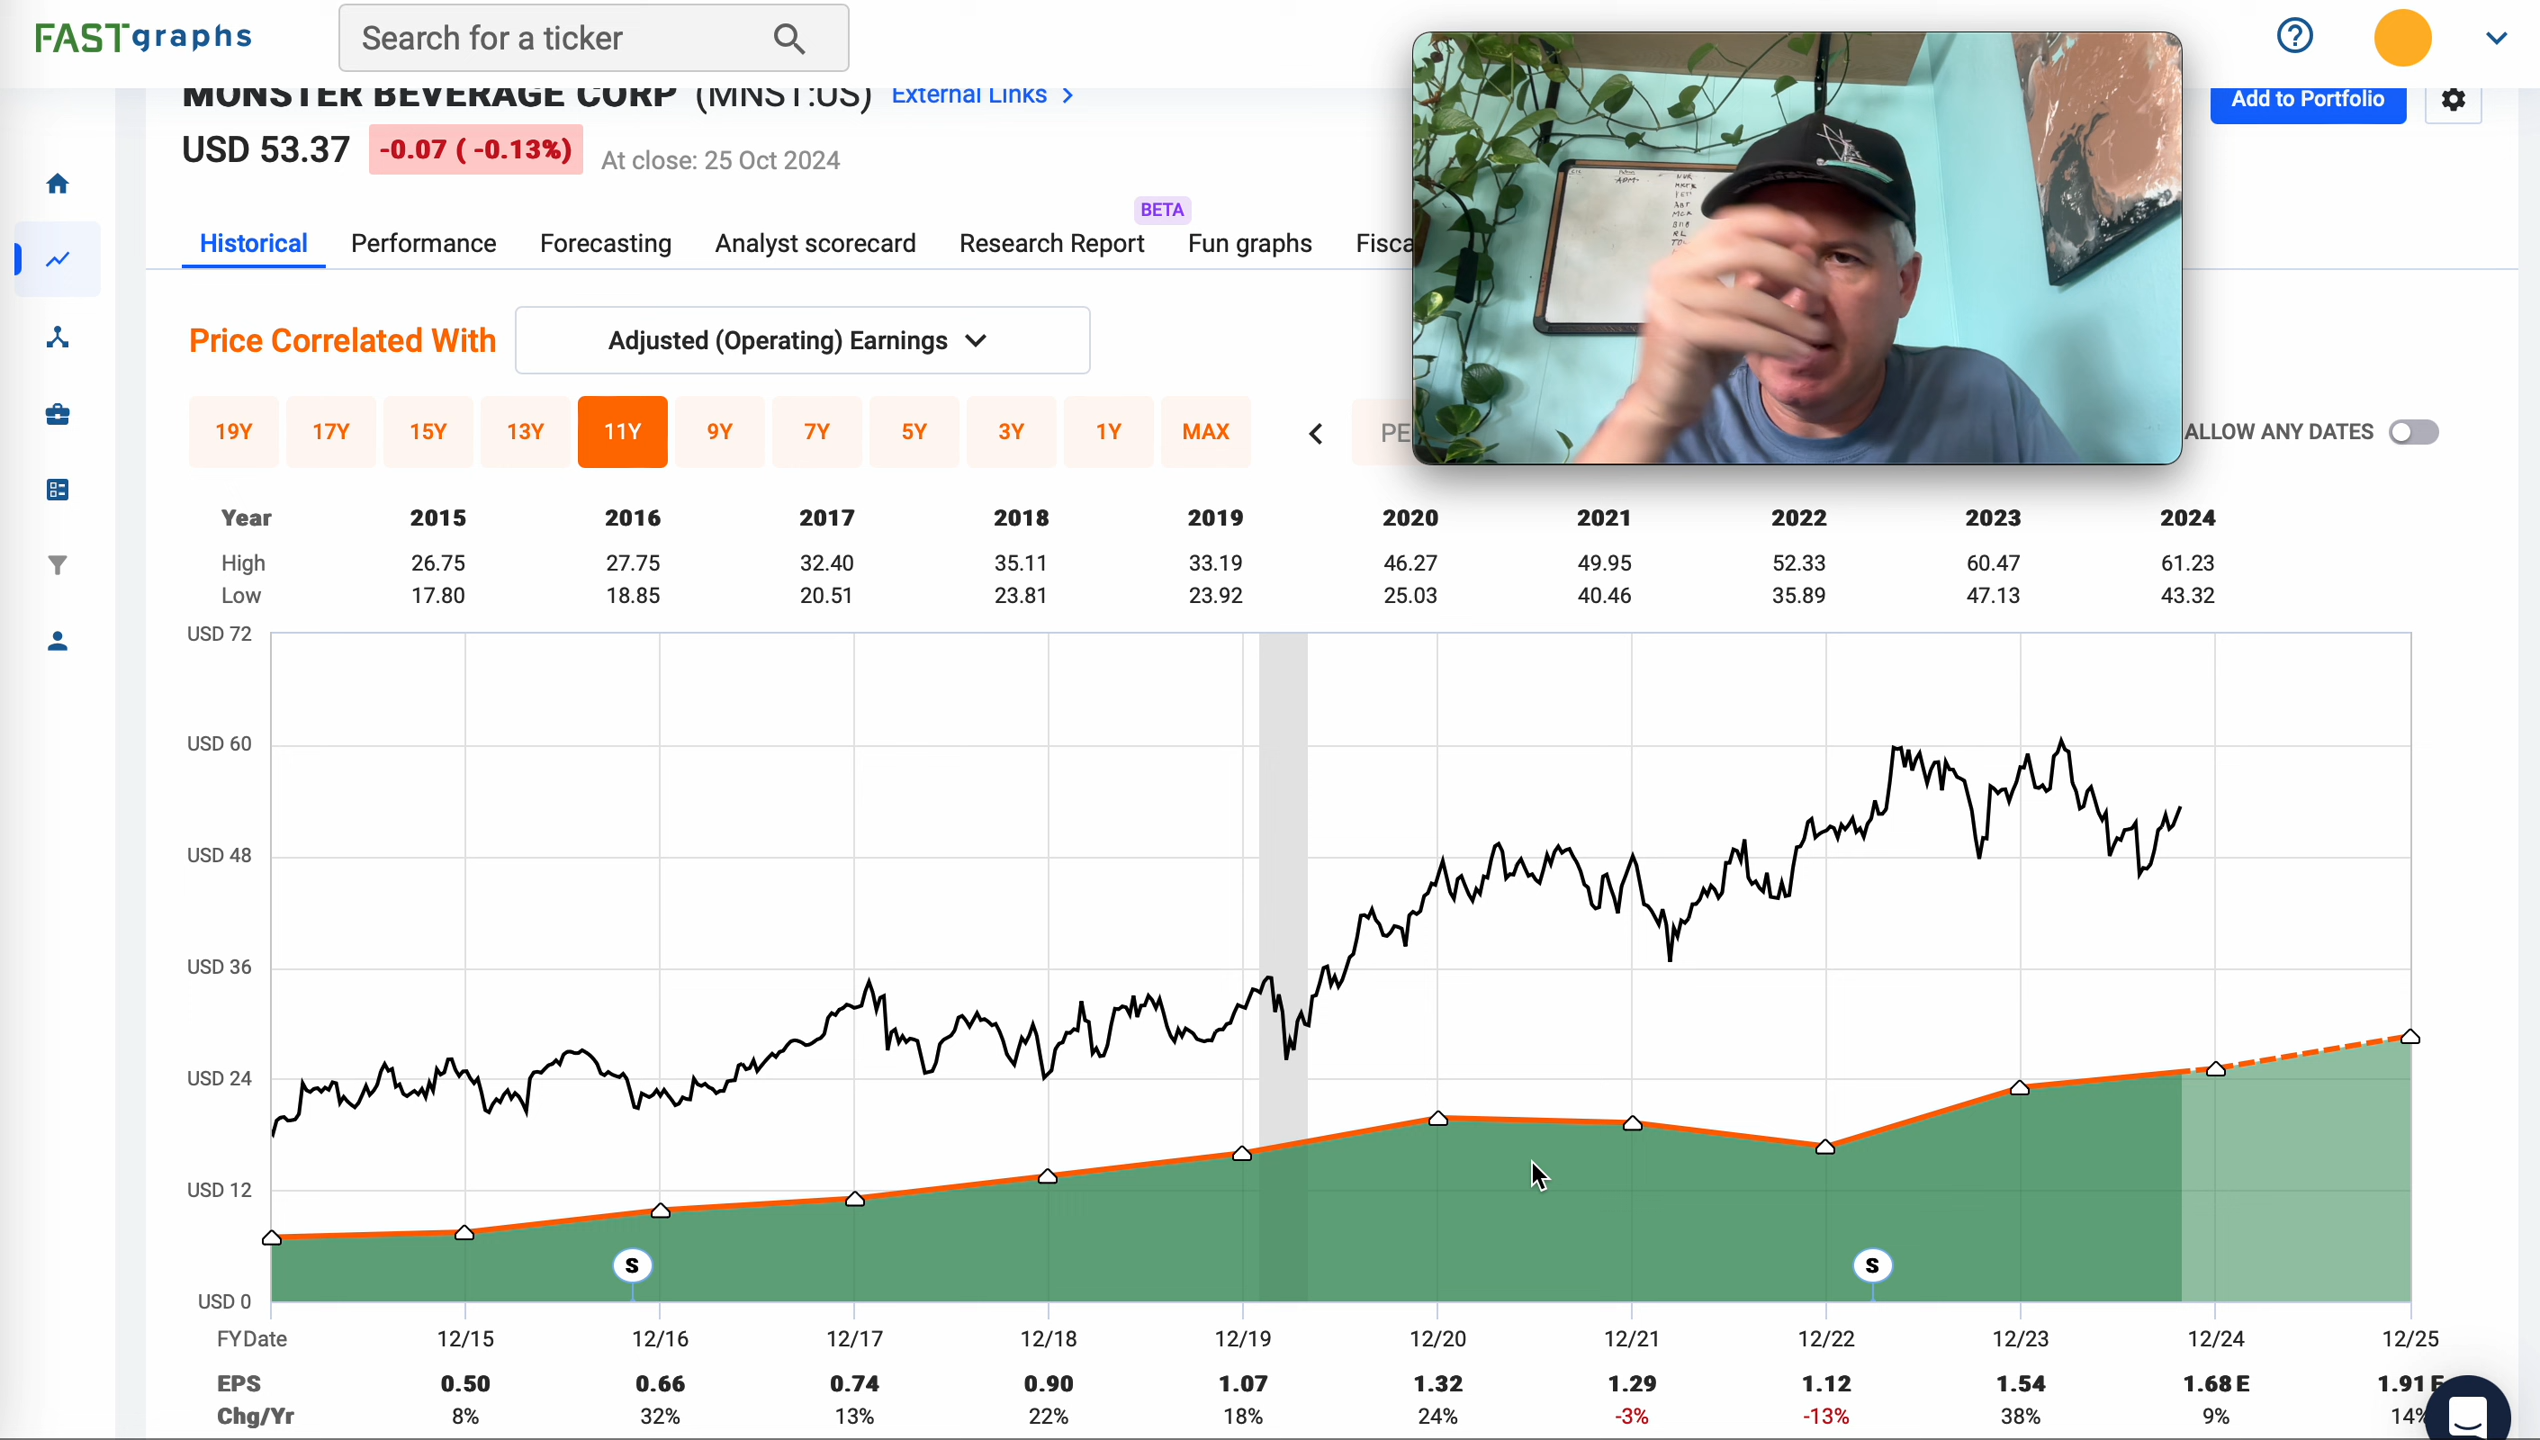 FASTgraphs
Search for a ticker
MONSTER BEVERAGE CORP (MNST:US) External Links >
Add to Portfolio
USD 53.37 -0.07 ( -0.13%) At close: 25 Oct 2024
BETA
Historical Performance Forecasting Analyst scorecard Research Report Fun graphs Fisca
Price Correlated With Adjusted (Operating) Earnings
19Y 17Y 15Y 13Y 11Y 9Y 7Y 5Y 3Y 1Y MAX PE ALLOW ANY DATES
Year 2015 2016 2017 2018 2019 2020 2021 2022 2023 2024
High 26.75 27.75 32.40 35.11 33.19 46.27 49.95 52.33 60.47 61.23
Low 17.80 18.85 20.51 23.81 23.92 25.03 40.46 35.89 47.13 43.32
USD 72
USD 60
USD 48
USD 36
USD 24
USD 12
S S
USD 0
FYDate 12/15 12/16 12/17 12/18 12/19 12/20 12/21 12/22 12/23 12/24 12/25
EPS 0.50 0.66 0.74 0.90 1.07 1.32 1.29 1.12 1.54 1.68E 1.91E
Chg/Yr 8% 32% 13% 22% 18% 24% -3% -13% 38% 9% 14%